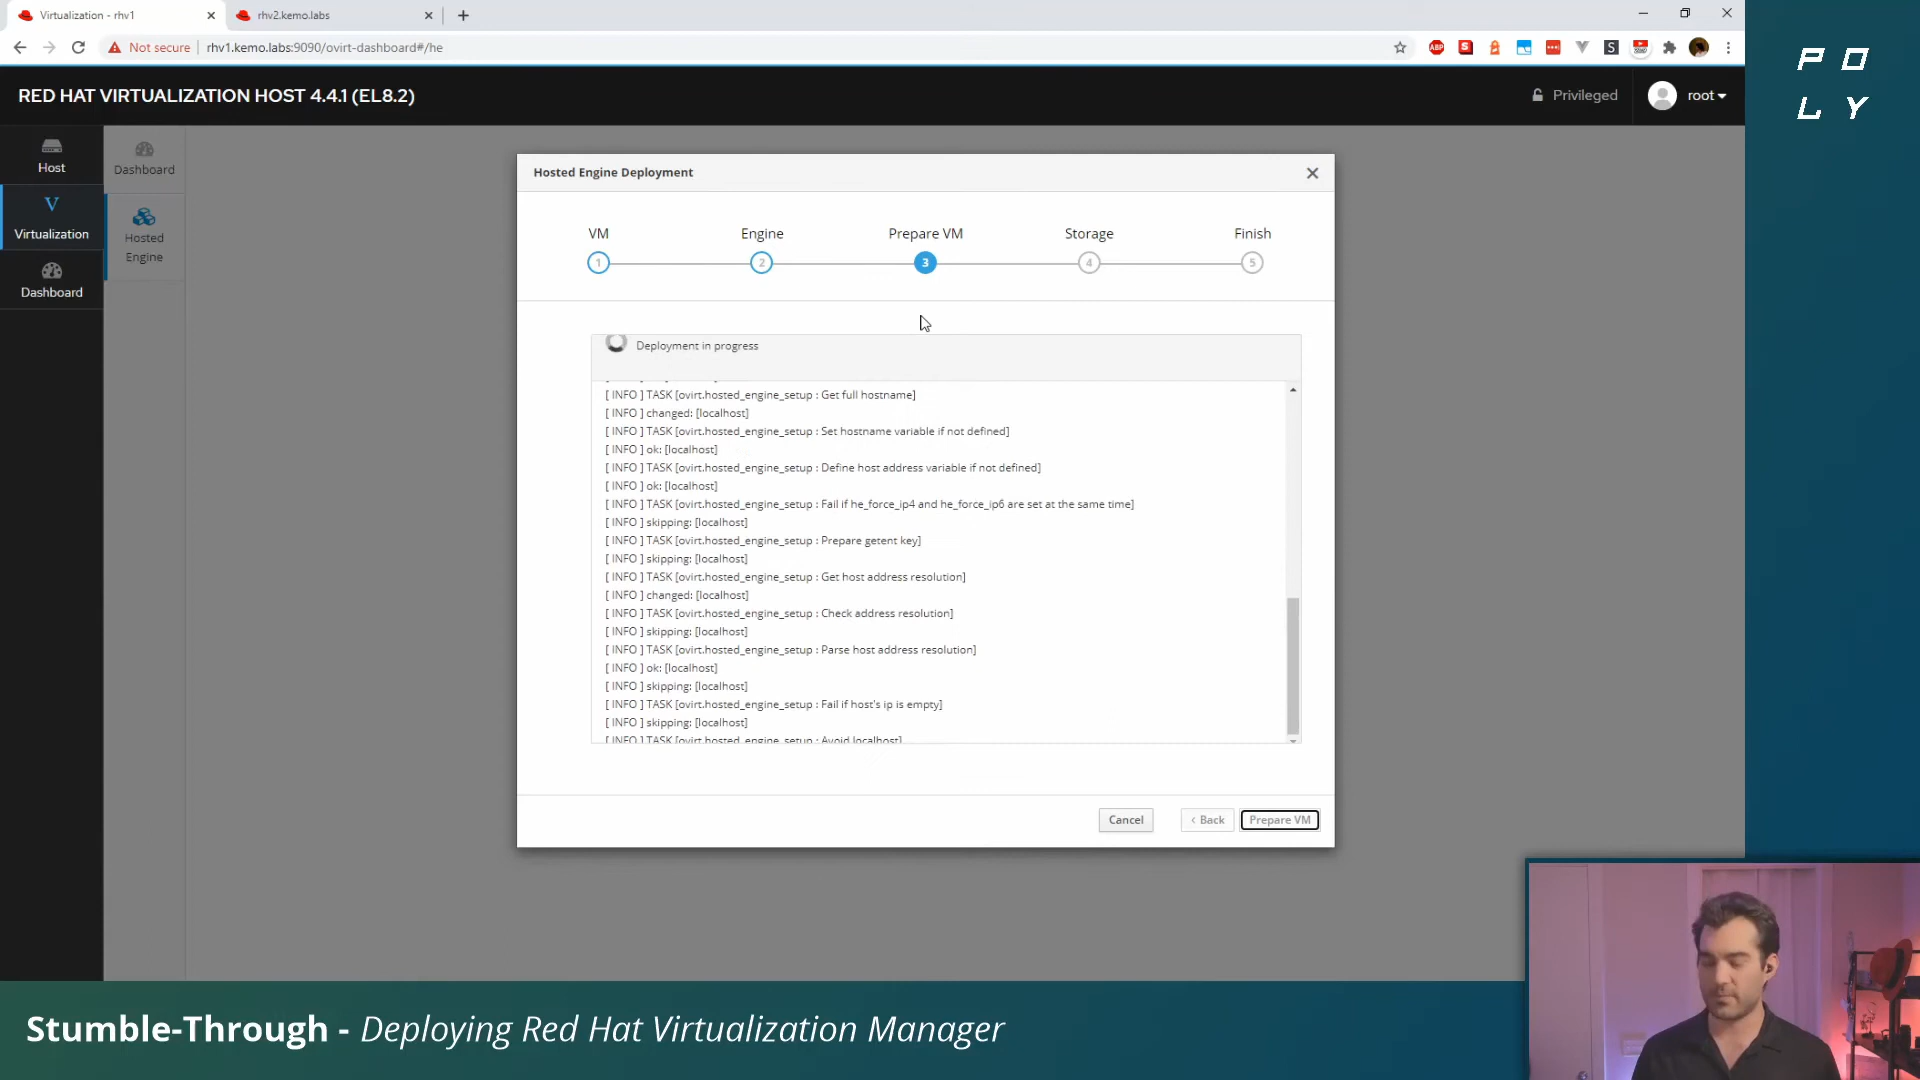 Virtualization - rhv1
rhv2.kemo.labs
Not secure
rhv1.kemo.labs:9090/ovirt-dashboard#/he
ABP
S
S
PO
LY
RED HAT VIRTUALIZATION HOST 4.4.1 (EL8.2)
Privileged
root
Host
Dashboard
V
Virtualization
Hosted
Engine
Dashboard
Hosted Engine Deployment
VM
Engine
Prepare VM
Storage
Finish
1
2
3
4
5
Deployment in progress
[ INFO ] TASK [ovirt.hosted_engine_setup : Get full hostname]
[ INFO ] changed: [localhost]
[ INFO ] TASK [ovirt.hosted_engine_setup : Set hostname variable if not defined]
[ INFO ] ok: [localhost]
[ INFO ] TASK [ovirt.hosted_engine_setup : Define host address variable if not defined]
[ INFO ] ok: [localhost]
[ INFO ] TASK [ovirt.hosted_engine_setup : Fail if he_force_ip4 and he_force_ip6 are set at the same time]
[ INFO ] skipping: [localhost]
[ INFO ] TASK [ovirt.hosted_engine_setup : Prepare getent key]
[ INFO ] skipping: [localhost]
[ INFO ] TASK [ovirt.hosted_engine_setup : Get host address resolution]
[ INFO ] changed: [localhost]
[ INFO ] TASK [ovirt.hosted_engine_setup : Check address resolution]
[ INFO ] skipping: [localhost]
[ INFO ] TASK [ovirt.hosted_engine_setup : Parse host address resolution]
[ INFO ] ok: [localhost]
[ INFO ] skipping: [localhost]
[ INFO ] TASK [ovirt.hosted_engine_setup : Fail if host's ip is empty]
[ INFO ] skipping: [localhost]
[ INFO ] TASK [ovirt.hosted_engine_setup : Avoid localhost]
Cancel
‹ Back
Prepare VM
Stumble-Through - Deploying Red Hat Virtualization Manager